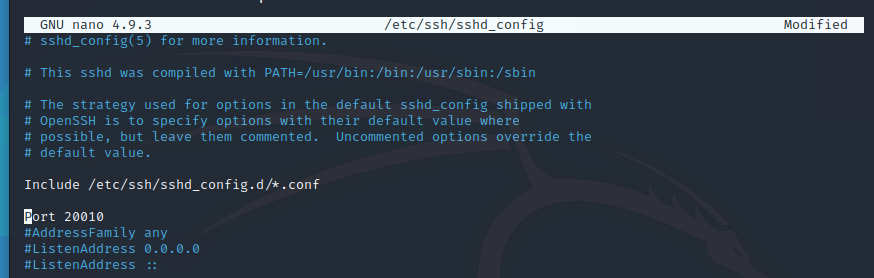 GNU nano 4.9.3 /etc/ssh/sshd_config Modified
# sshd_config(5) for more information.
# This sshd was compiled with PATH=/usr/bin:/bin:/usr/sbin:/sbin
# The strategy used for options in the default sshd_config shipped with
# OpenSSH is to specify options with their default value where
# possible, but leave them commented.  Uncommented options override the
# default value.
Include /etc/ssh/sshd_config.d/*.conf
Port 20010
#AddressFamily any
#ListenAddress 0.0.0.0
#ListenAddress ::